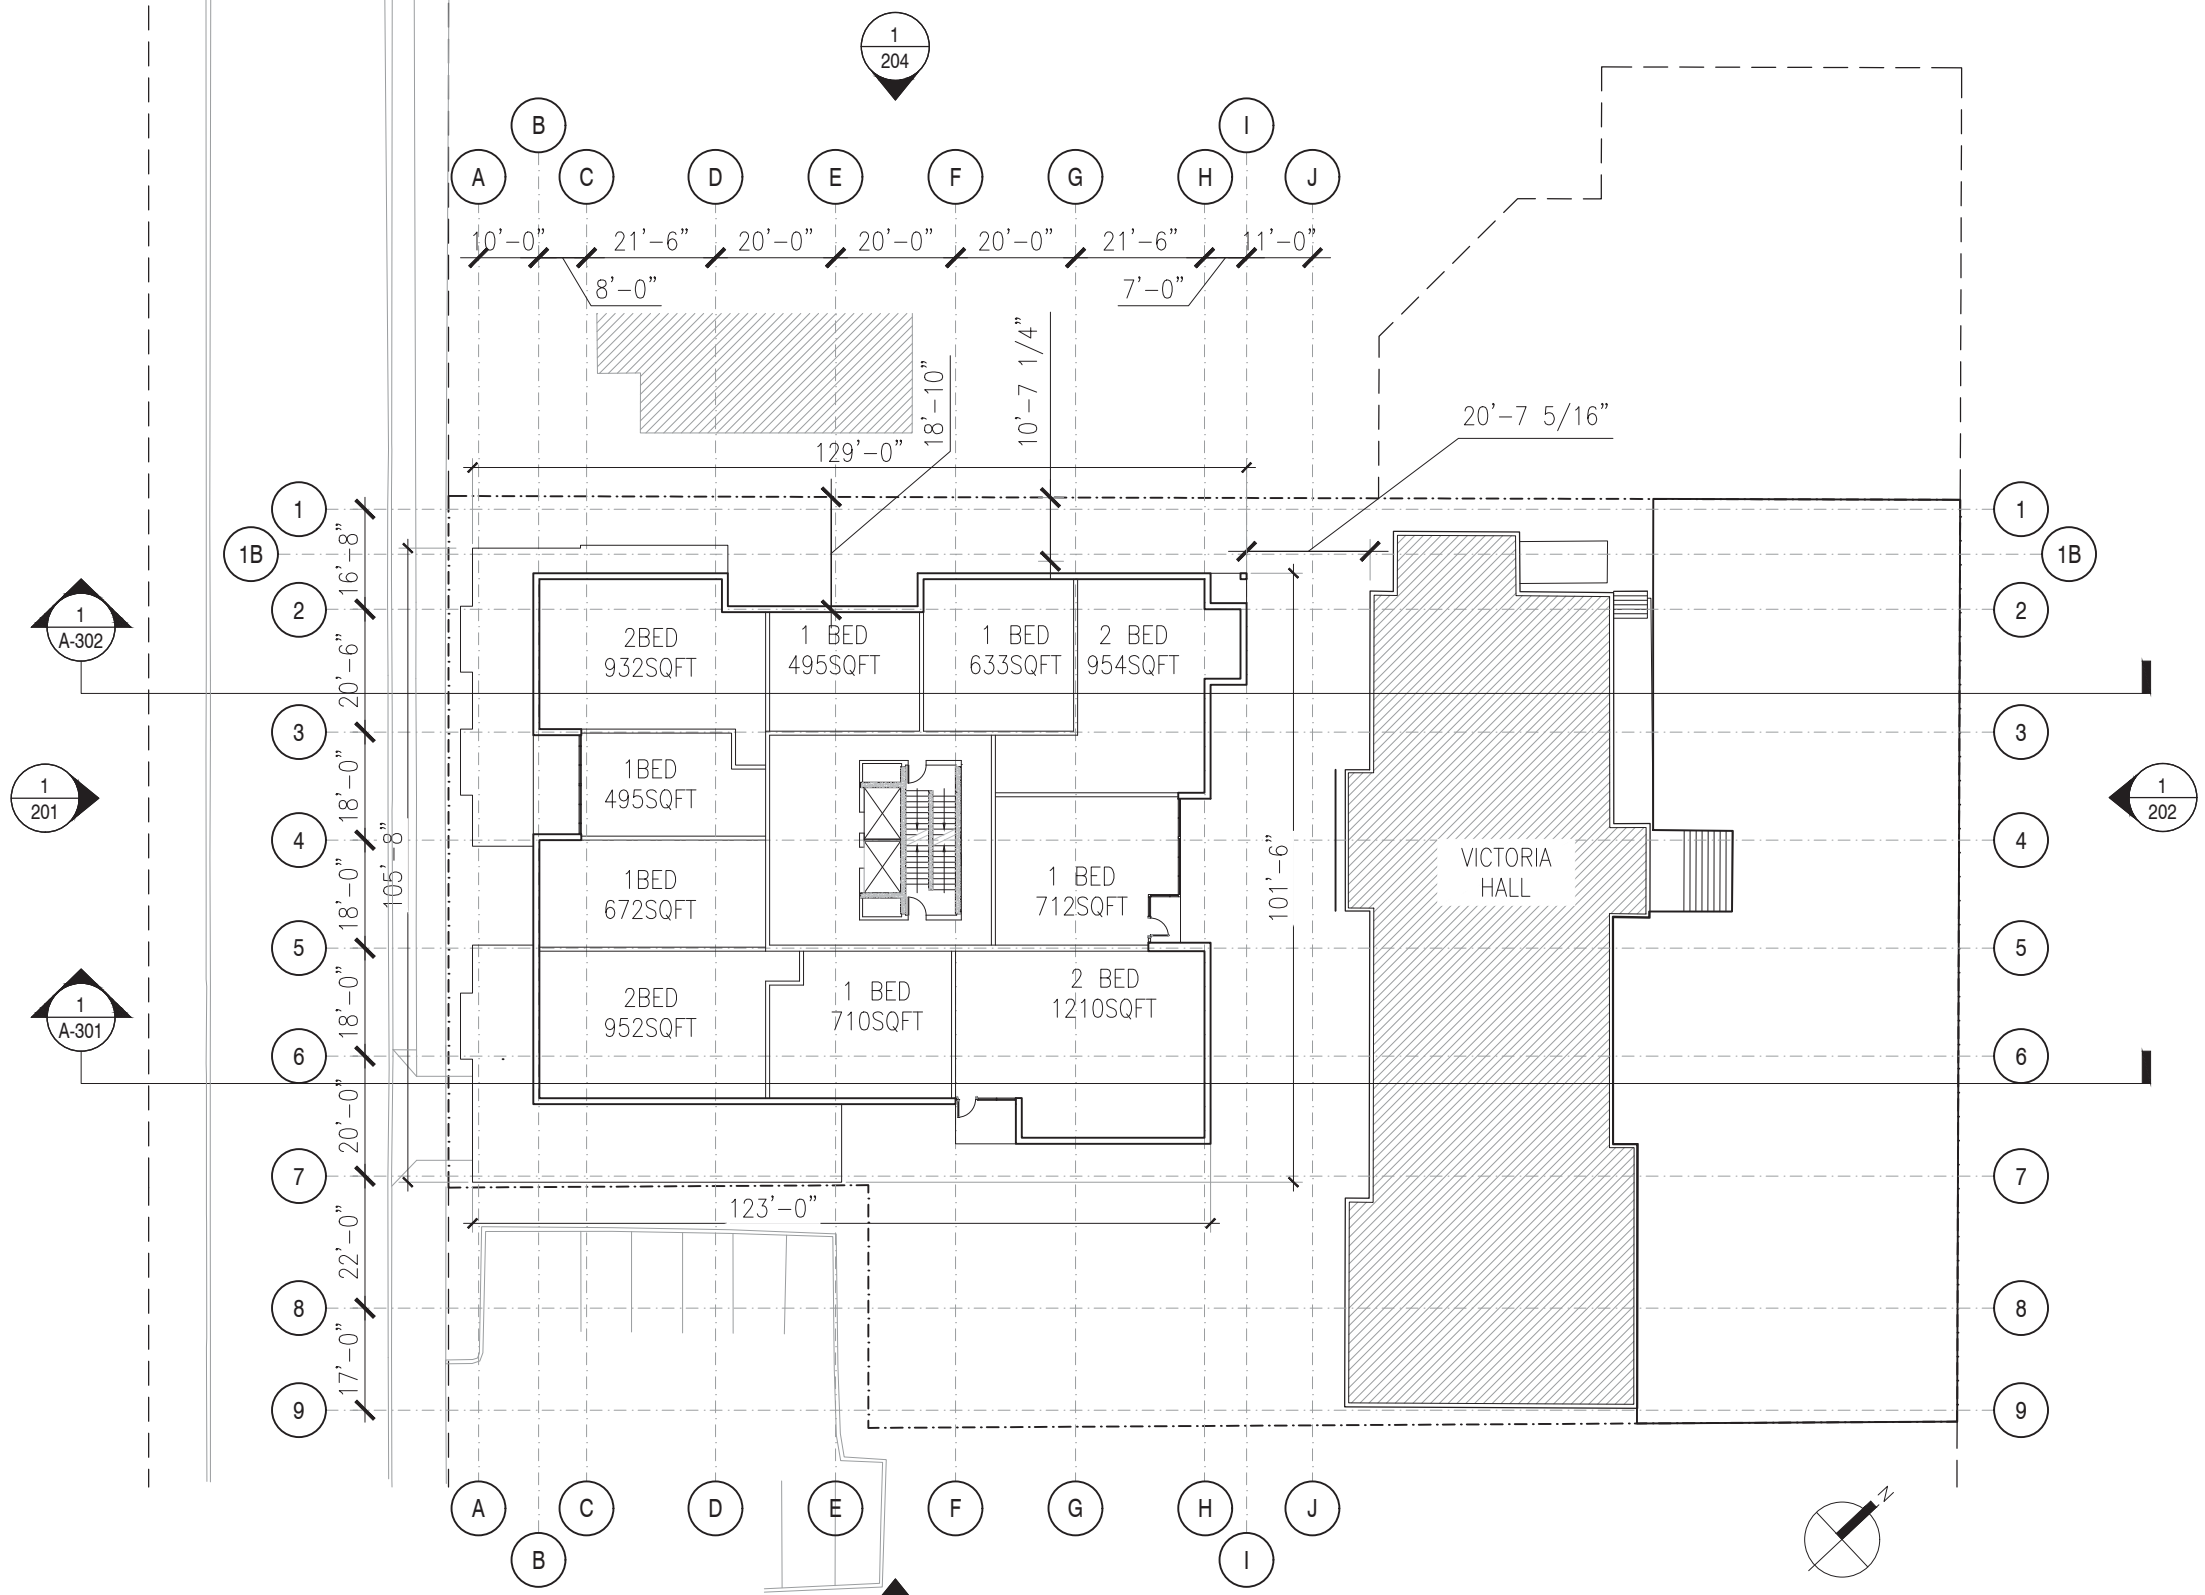 1
204
B
I
A
C
D
E
F
G
H
J
10'-0"
21'-6"
20'-0"
20'-0"
20'-0"
21'-6"
11'-0"
8'-0"
7'-0"
18'-10"
10'-7 1/4"
20'-7 5/16"
129'-0"
1
1
1B
1B
16'-8"
2
2
1
A-302
2BED
932SQFT
1 BED
495SQFT
1 BED
633SQFT
2 BED
954SQFT
20'-6"
3
3
1BED
495SQFT
18'-0"
1
201
1
202
4
4
105'-8"
101'-6"
VICTORIA
HALL
1BED
672SQFT
1 BED
712SQFT
18'-0"
5
5
2BED
952SQFT
1 BED
710SQFT
2 BED
1210SQFT
1
A-301
18'-0"
6
6
20'-0"
7
7
123'-0"
22'-0"
8
8
17'-0"
9
9
A
C
D
E
F
G
H
J
B
I
N